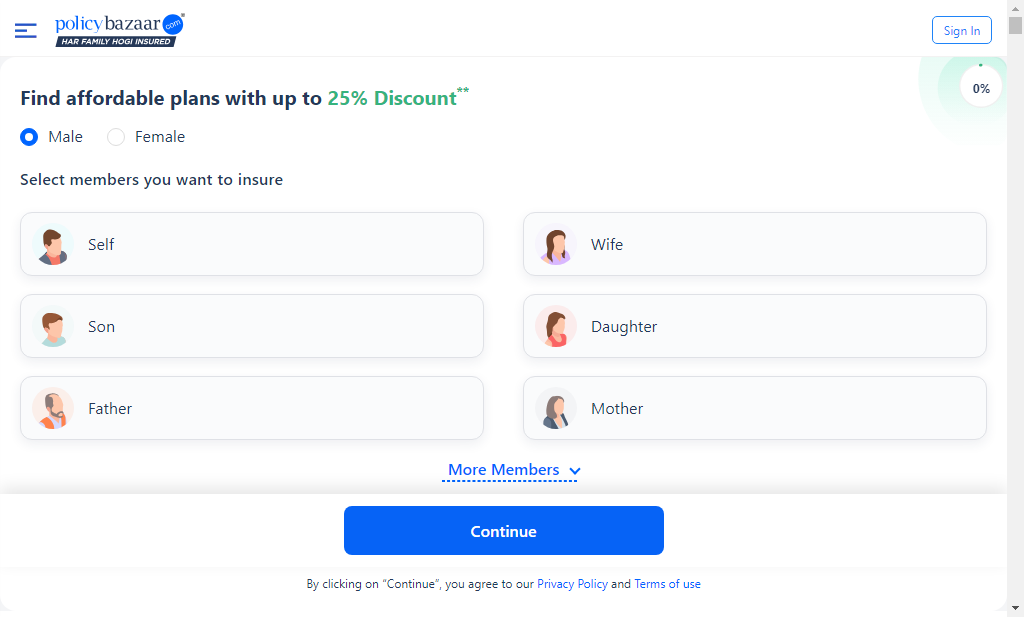 policybazaar.com
HAR FAMILY HOGI INSURED
Sign In
Find affordable plans with up to 25% Discount**
0%
Male Female
Select members you want to insure
Self Wife
Son Daughter
Father Mother
More Members
Continue
By clicking on “Continue”, you agree to our Privacy Policy and Terms of use